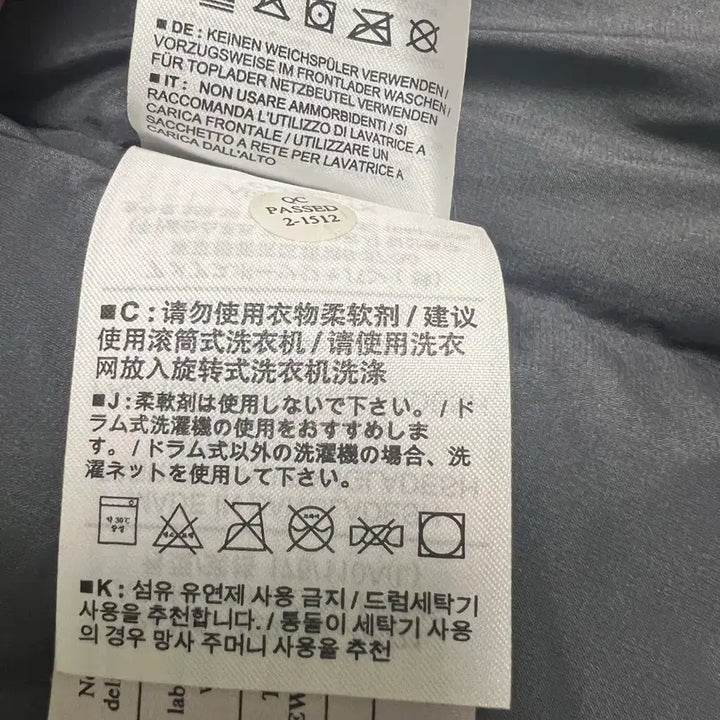 ■ DE : KEINEN WEICHSPÜLER VERWENDEN /
VORZUGSWEISE IM FRONTLADER WASCHEN /
FÜR TOPLADER NETZBEUTEL VERWENDEN
■ IT : NON USARE AMMORBIDENTI / SI
RACCOMANDA L'UTILIZZO DI LAVATRICE A
CARICA FRONTALE / UTILIZZARE UN
SACCHETTO A RETE PER LAVATRICE A
CARICA DALL'ALTO
QC
PASSED
2-1512
■C : 请勿使用衣物柔软剂 / 建议
使用滚筒式洗衣机 / 请使用洗衣
网放入旋转式洗衣机洗涤
■J : 柔軟剤は使用しないで下さい。 / ド
ラム式洗濯機の使用をおすすめしま
す。 / ドラム式以外の洗濯機の場合、洗
濯ネットを使用して下さい。
약 30℃
중성
■K : 섬유 유연제 사용 금지 / 드럼세탁기
사용을 추천합니다. / 통돌이 세탁기 사용
의 경우 망사 주머니 사용을 추천